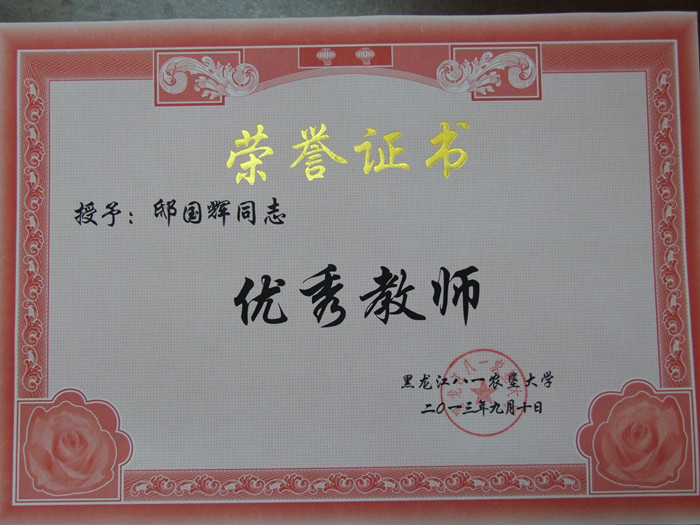 荣誉证书
授予：邸国辉同志
优秀教师
黑龙江八一农垦大学
二〇一三年九月十日